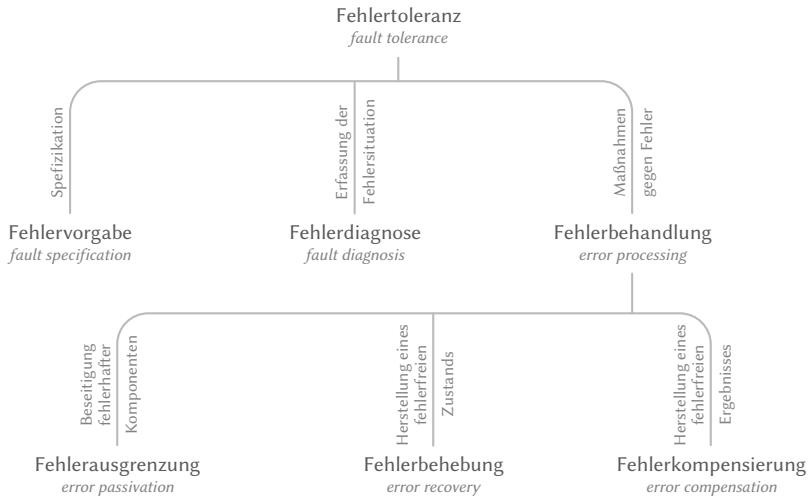 Fehlertoleranz
fault tolerance
Spefizikation
Erfassung der
Fehlersituation
Maßnahmen
gegen Fehler
Fehlervorgabe
fault specification
Fehlerdiagnose
fault diagnosis
Fehlerbehandlung
error processing
Beseitigung
fehlerhafter
Komponenten
Herstellung eines
fehlerfreien
Zustands
Herstellung eines
fehlerfreien
Ergebnisses
Fehlerausgrenzung
error passivation
Fehlerbehebung
error recovery
Fehlerkompensierung
error compensation